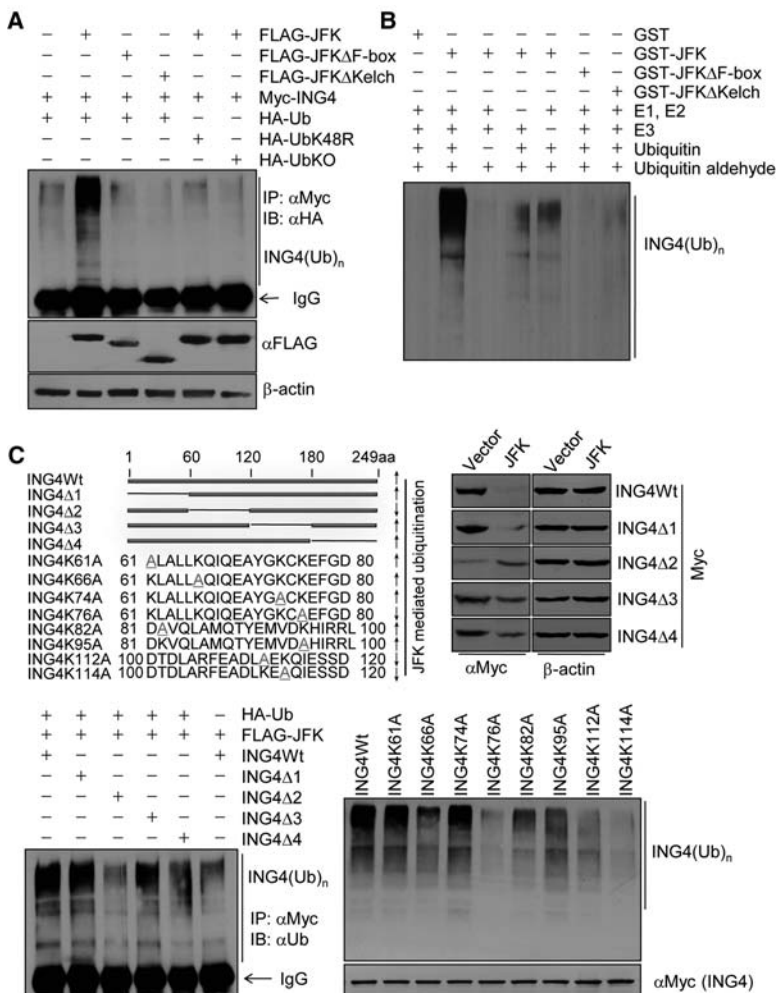 A
− + − − + + FLAG-JFK
− − + − − − FLAG-JFKΔF-box
− − − + − − FLAG-JFKΔKelch
+ + + + + + Myc-ING4
+ + + + − − HA-Ub
− − − − + − HA-UbK48R
− − − − − + HA-UbKO
IP: αMyc
IB: αHA
ING4(Ub)n
← IgG
αFLAG
β-actin
B
+ − − − − − − GST
− + + + + − − GST-JFK
− − − − − + − GST-JFKΔF-box
− − − − − − + GST-JFKΔKelch
+ + + + − + + E1, E2
+ + + − + + + E3
+ + − + + + + Ubiquitin
+ + + + + + + Ubiquitin aldehyde
ING4(Ub)n
C
1 60 120 180 249aa
ING4Wt
ING4Δ1
ING4Δ2
ING4Δ3
ING4Δ4
ING4K61A 61 ALALLKQIQEAYGKCKEFGD 80
ING4K66A 61 KLALLAQIQEAYGKCKEFGD 80
ING4K74A 61 KLALLKQIQEAYGACKEFGD 80
ING4K76A 61 KLALLKQIQEAYGKCAEFGD 80
ING4K82A 81 DAVQLAMQTYEMVDKHIRRL 100
ING4K95A 81 DKVQLAMQTYEMVDAHIRRL 100
ING4K112A 100 DTDLARFEADLAEKQIESSD 120
ING4K114A 100 DTDLARFEADLKEAQIESSD 120
JFK mediated ubiquitination
Vector JFK Vector JFK
ING4Wt
ING4Δ1
ING4Δ2
ING4Δ3
ING4Δ4
Myc
αMyc β-actin
+ + + + + − HA-Ub
+ + + + + + FLAG-JFK
+ − − − − + ING4Wt
− + − − − − ING4Δ1
− − + − − − ING4Δ2
− − − + − − ING4Δ3
− − − − + − ING4Δ4
ING4(Ub)n
IP: αMyc
IB: αUb
← IgG
ING4Wt ING4K61A ING4K66A ING4K74A ING4K76A ING4K82A ING4K95A ING4K112A ING4K114A
ING4(Ub)n
αMyc (ING4)